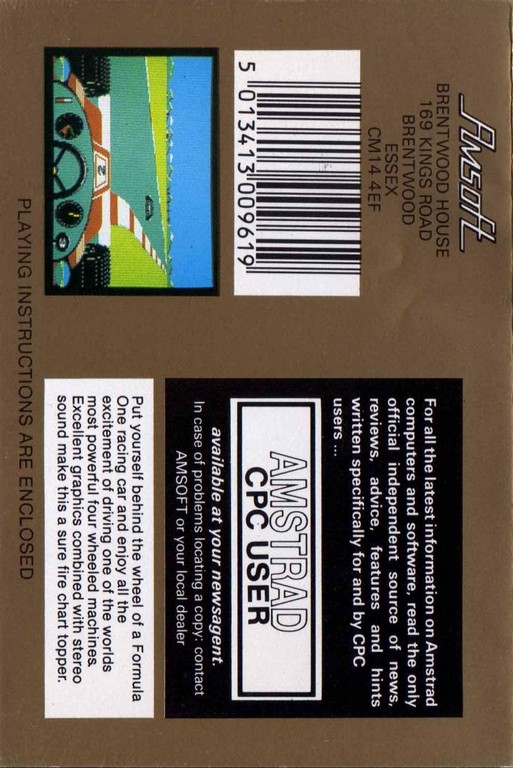 Amsoft
BRENTWOOD HOUSE
169 KINGS ROAD
BRENTWOOD
ESSEX
CM14 4EF
5 013413 009619
2
PLAYING INSTRUCTIONS ARE ENCLOSED
For all the latest information on Amstrad
computers and software, read the only
official independent source of news,
reviews, advice, features and hints
written specifically for and by CPC
users ...
AMSTRAD
CPC USER
available at your newsagent.
In case of problems locating a copy: contact
AMSOFT or your local dealer
Put yourself behind the wheel of a Formula
One racing car and enjoy all the
excitement of driving one of the worlds
most powerful four wheeled machines.
Excellent graphics combined with stereo
sound make this a sure fire chart topper.